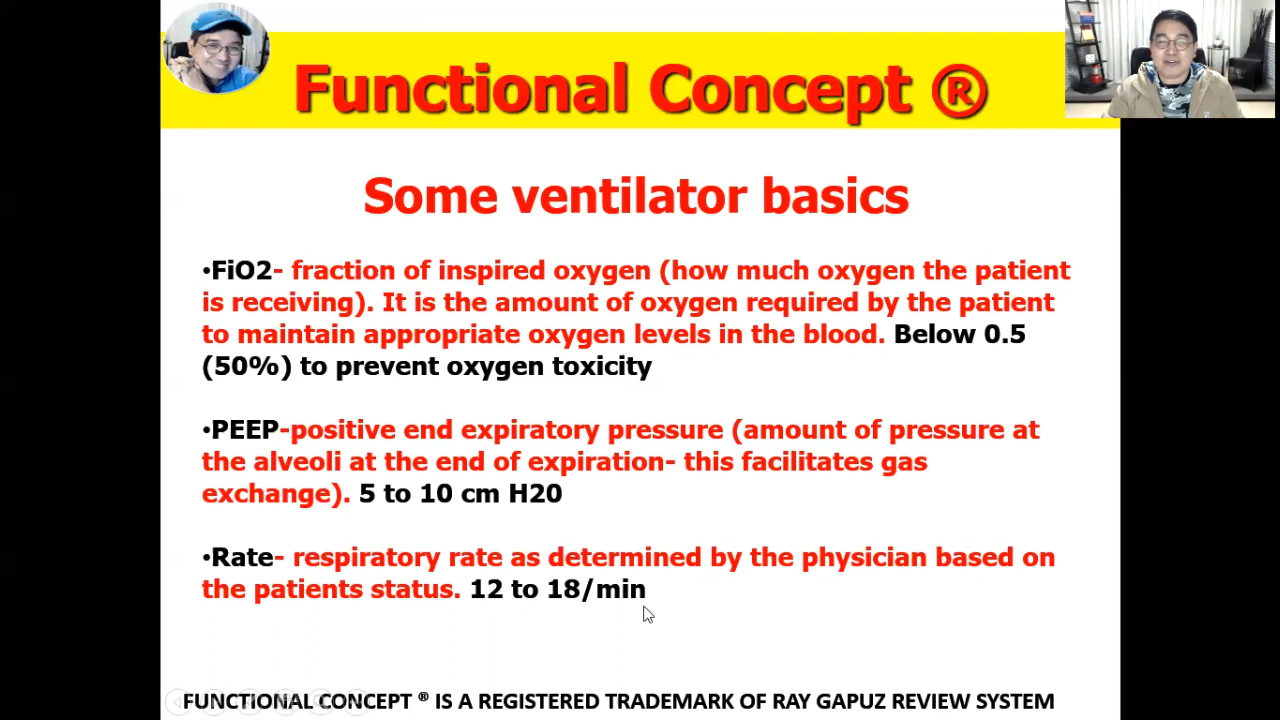 Functional Concept ®
Some ventilator basics
•FiO2- fraction of inspired oxygen (how much oxygen the patient
is receiving). It is the amount of oxygen required by the patient
to maintain appropriate oxygen levels in the blood. Below 0.5
(50%) to prevent oxygen toxicity
•PEEP-positive end expiratory pressure (amount of pressure at
the alveoli at the end of expiration- this facilitates gas
exchange). 5 to 10 cm H20
•Rate- respiratory rate as determined by the physician based on
the patients status. 12 to 18/min
FUNCTIONAL CONCEPT ® IS A REGISTERED TRADEMARK OF RAY GAPUZ REVIEW SYSTEM